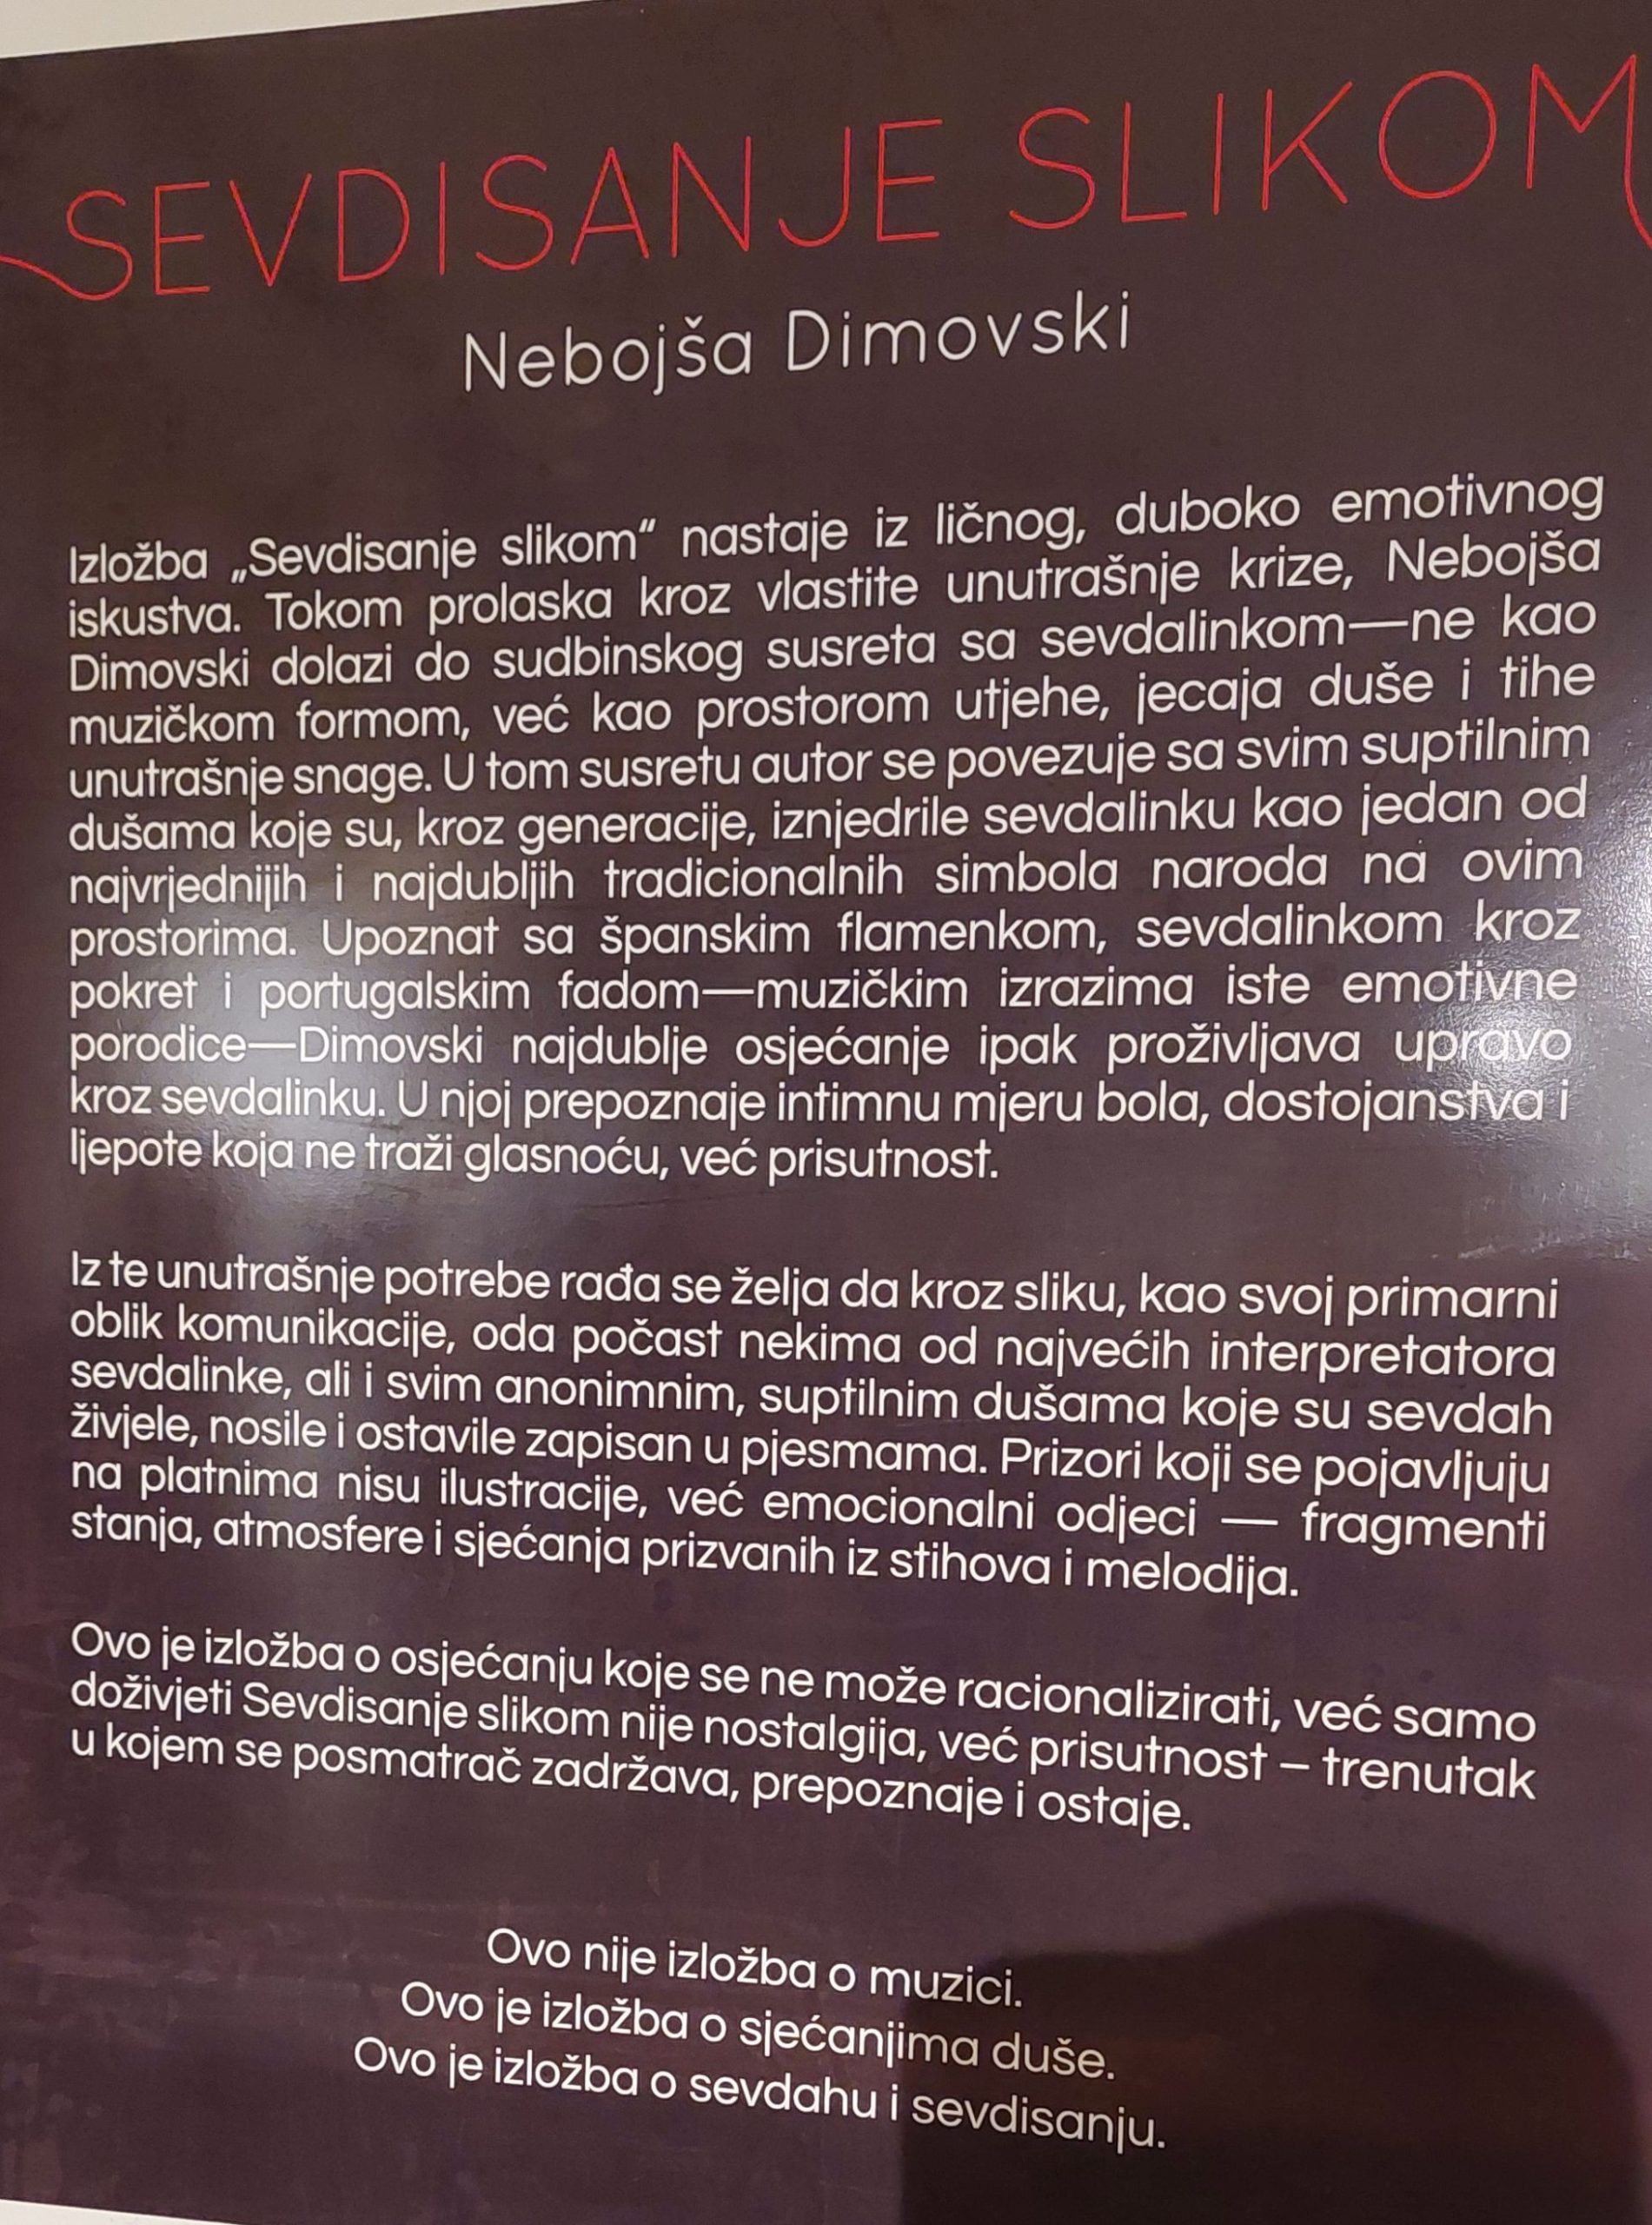 SEVDISANJE SLIKOM
Nebojša Dimovski
Izložba „Sevdisanje slikom“ nastaje iz ličnog, duboko emotivnog
iskustva. Tokom prolaska kroz vlastite unutrašnje krize, Nebojša
Dimovski dolazi do sudbinskog susreta sa sevdalinkom—ne kao
muzičkom formom, već kao prostorom utjehe, jecaja duše i tihe
unutrašnje snage. U tom susretu autor se povezuje sa svim suptilnim
dušama koje su, kroz generacije, iznjedrile sevdalinku kao jedan od
najvrjednijih i najdubljih tradicionalnih simbola naroda na ovim
prostorima. Upoznat sa španskim flamenkom, sevdalinkom kroz
pokret i portugalskim fadom—muzičkim izrazima iste emotivne
porodice—Dimovski najdublje osjećanje ipak proživljava upravo
kroz sevdalinku. U njoj prepoznaje intimnu mjeru bola, dostojanstva i
ljepote koja ne traži glasnoću, već prisutnost.
Iz te unutrašnje potrebe rađa se želja da kroz sliku, kao svoj primarni
oblik komunikacije, oda počast nekima od najvećih interpretatora
sevdalinke, ali i svim anonimnim, suptilnim dušama koje su sevdah
živjele, nosile i ostavile zapisan u pjesmama. Prizori koji se pojavljuju
na platnima nisu ilustracije, već emocionalni odjeci — fragmenti
stanja, atmosfere i sjećanja prizvanih iz stihova i melodija.
Ovo je izložba o osjećanju koje se ne može racionalizirati, već samo
doživjeti Sevdisanje slikom nije nostalgija, već prisutnost – trenutak
u kojem se posmatrač zadržava, prepoznaje i ostaje.
Ovo nije izložba o muzici.
Ovo je izložba o sjećanjima duše.
Ovo je izložba o sevdahu i sevdisanju.